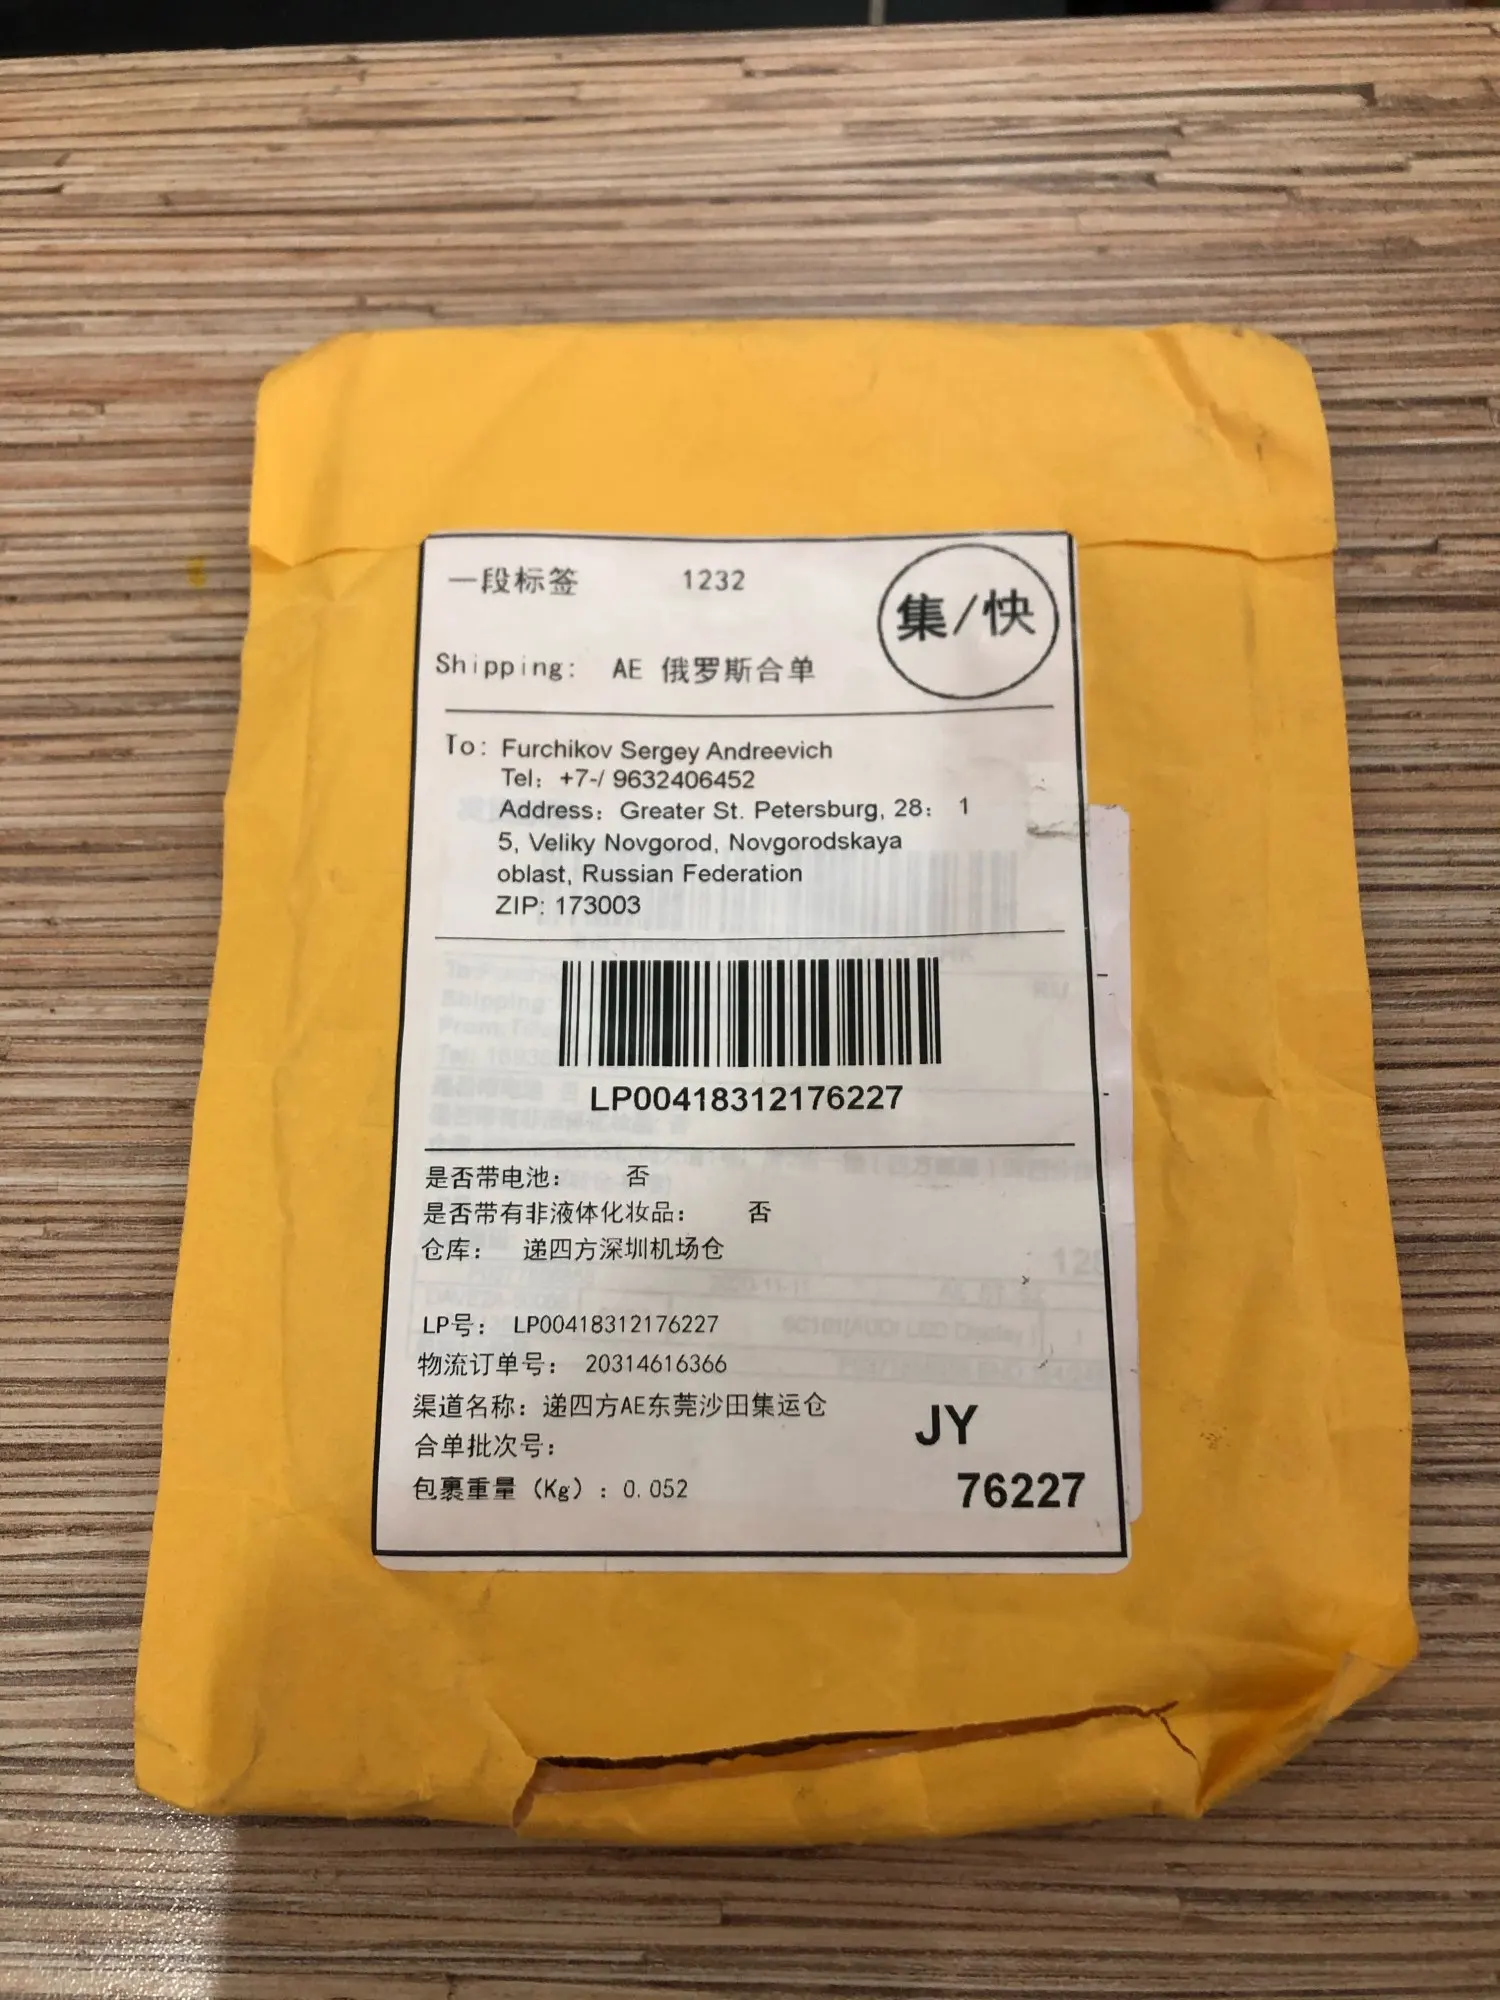 一段标签 1232
集/快
Shipping: AE 俄罗斯合单
To: Furchikov Sergey Andreevich
Tel: +7-/ 9632406452
Address: Greater St. Petersburg, 28: 1
5, Veliky Novgorod, Novgorodskaya
oblast, Russian Federation
ZIP: 173003
LP00418312176227
是否带电池: 否
是否带有非液体化妆品: 否
仓库: 递四方深圳机场仓
LP号: LP00418312176227
物流订单号: 20314616366
渠道名称: 递四方AE东莞沙田集运仓
合单批次号:
包裹重量 (Kg) : 0.052
JY
76227